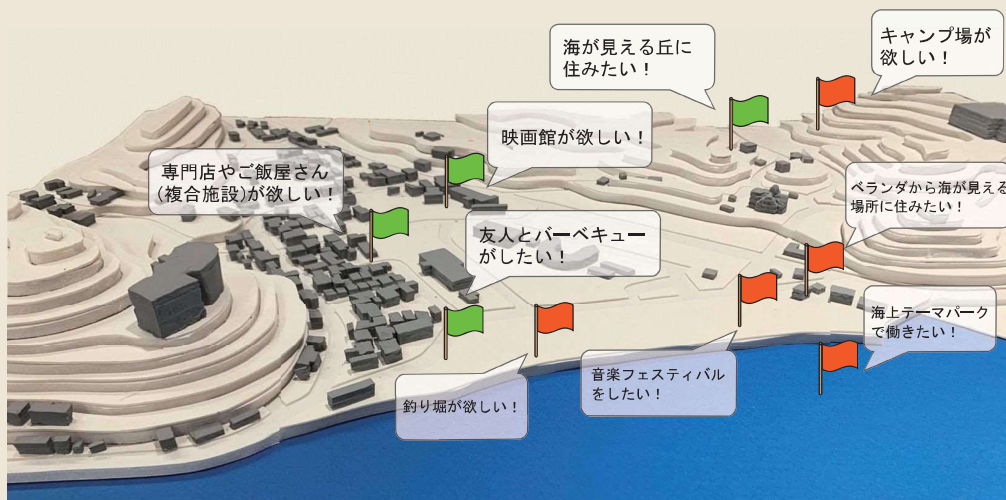 海が見える丘に
住みたい！
キャンプ場が
欲しい！
映画館が欲しい！
専門店やご飯屋さん
(複合施設)が欲しい！
ベランダから海が見える
場所に住みたい！
友人とバーベキュー
がしたい！
海上テーマパーク
で働きたい！
音楽フェスティバル
をしたい！
釣り堀が欲しい！